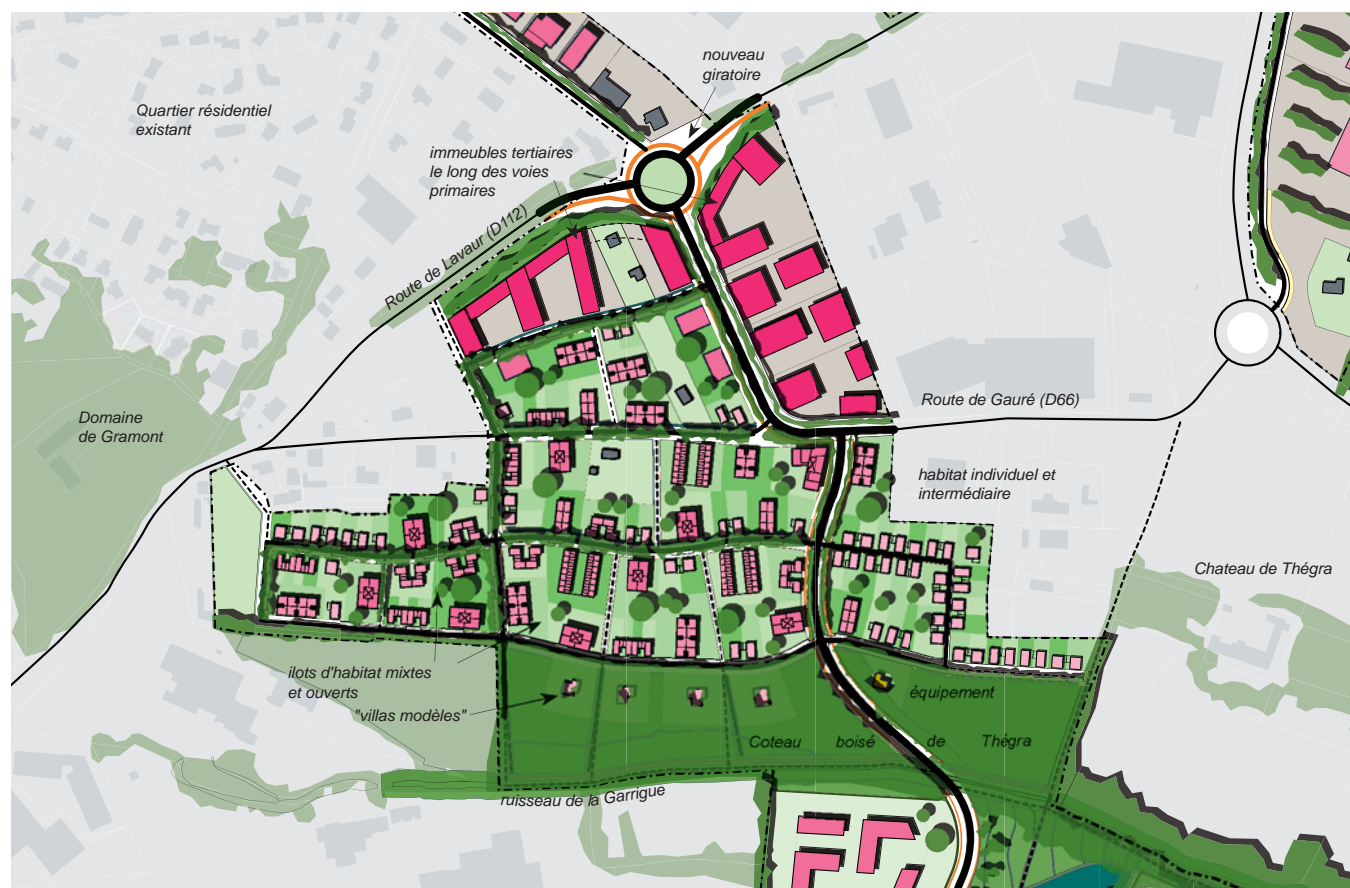 nouveau
giratoire
Quartier résidentiel
existant
immeubles tertiaires
le long des voies
primaires
Route de Lavaur (D112)
Route de Gauré (D66)
Domaine
de Gramont
habitat individuel et
intermédiaire
Chateau de Thégra
ilots d'habitat mixtes
et ouverts
"villas modèles"
équipement
Coteau boisé de Thégra
ruisseau de la Garrigue